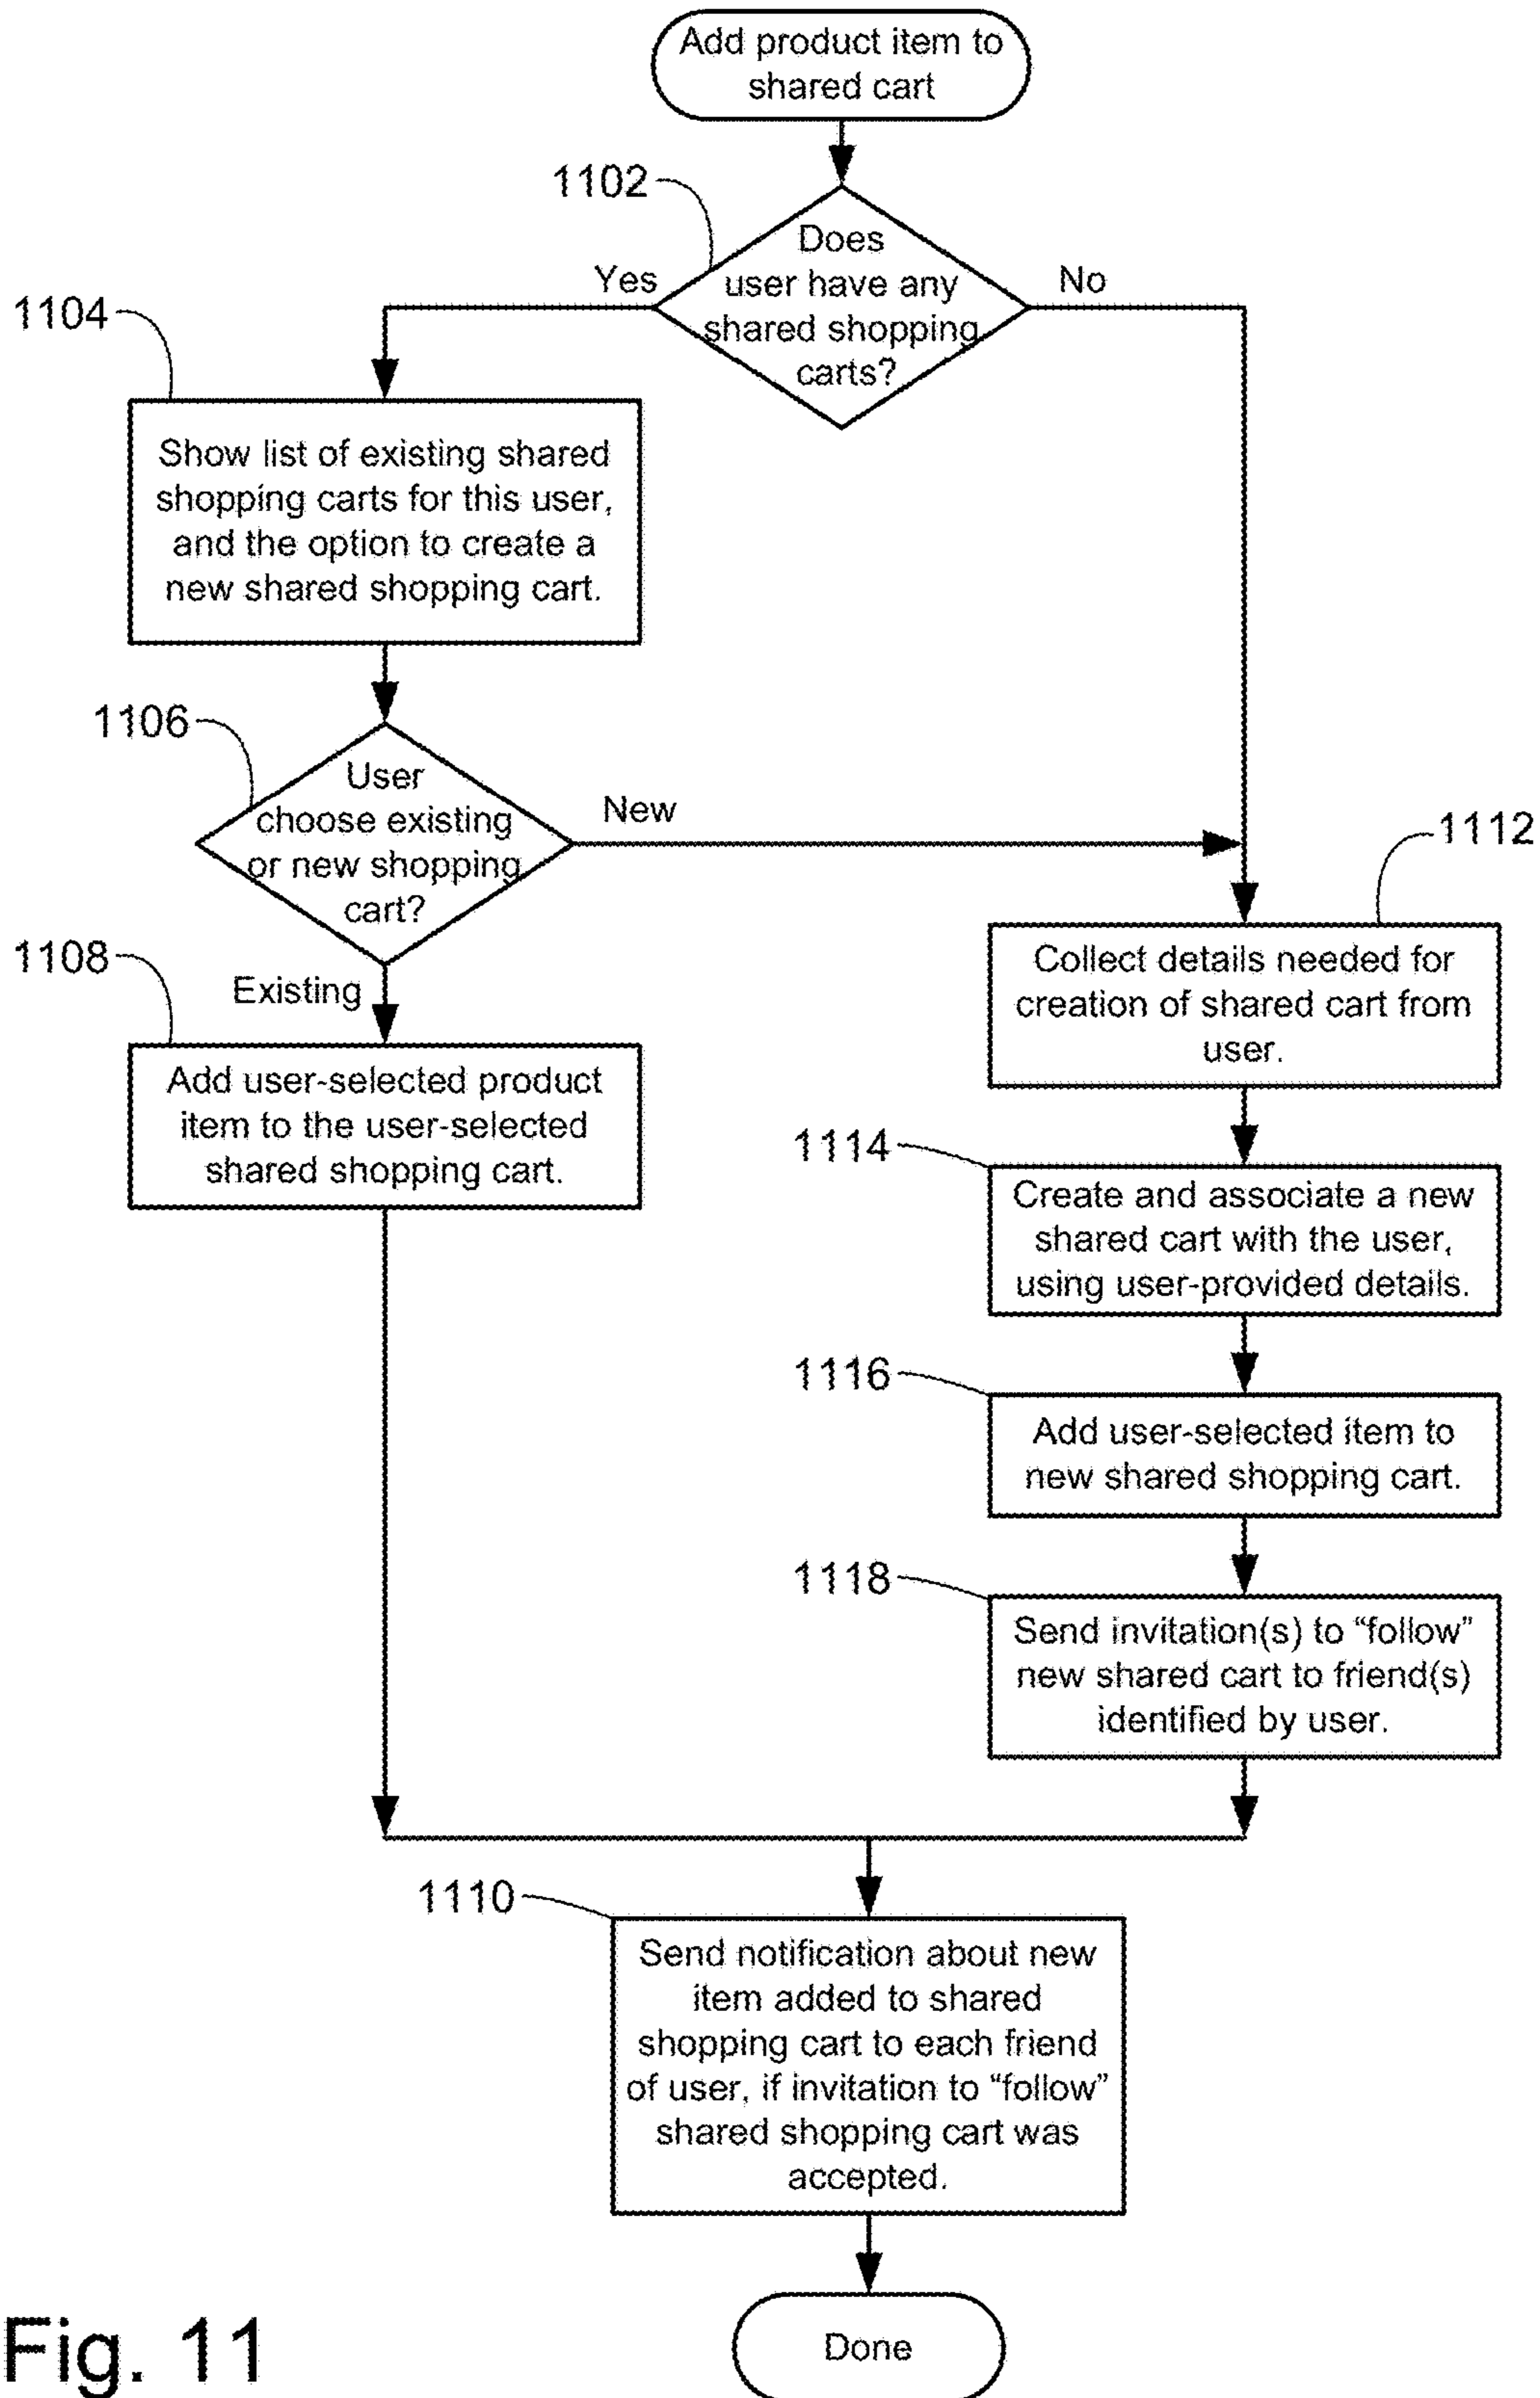 Add product item to
shared cart
1102
Does
user have any
shared shopping
carts?
Yes
No
1104
Show list of existing shared
shopping carts for this user,
and the option to create a
new shared shopping cart.
1106
User
choose existing
or new shopping
cart?
New
Existing
1108
Add user-selected product
item to the user-selected
shared shopping cart.
1112
Collect details needed for
creation of shared cart from
user.
1114
Create and associate a new
shared cart with the user,
using user-provided details.
1116
Add user-selected item to
new shared shopping cart.
1118
Send invitation(s) to “follow”
new shared cart to friend(s)
identified by user.
1110
Send notification about new
item added to shared
shopping cart to each friend
of user, if invitation to “follow”
shared shopping cart was
accepted.
Done
Fig. 11